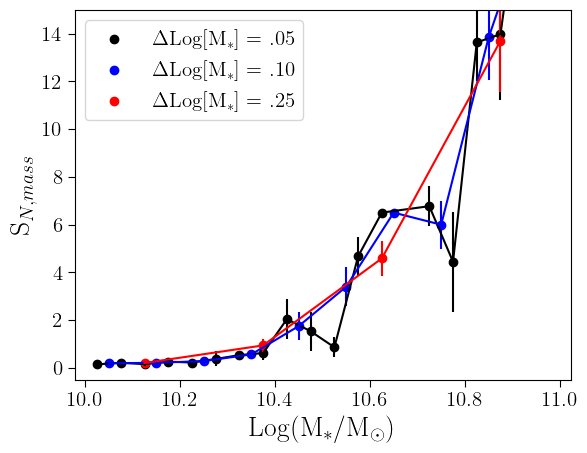 ΔLog[M*] = .05
ΔLog[M*] = .10
ΔLog[M*] = .25
14
12
10
8
6
4
2
0
S_{N,mass}
10.0 10.2 10.4 10.6 10.8 11.0
Log(M*/M⊙)